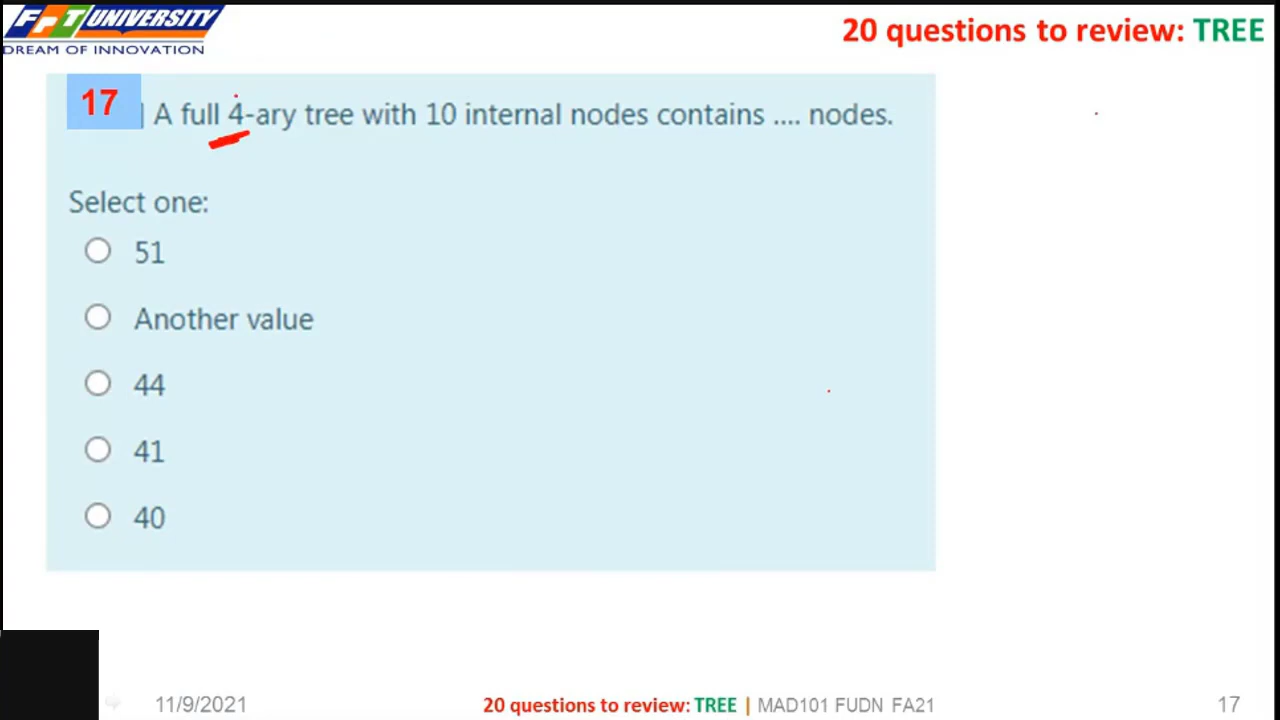 FPT UNIVERSITY
DREAM OF INNOVATION
20 questions to review: TREE
17 A full 4-ary tree with 10 internal nodes contains .... nodes.
Select one:
51
Another value
44
41
40
11/9/2021
20 questions to review: TREE | MAD101 FUDN FA21
17